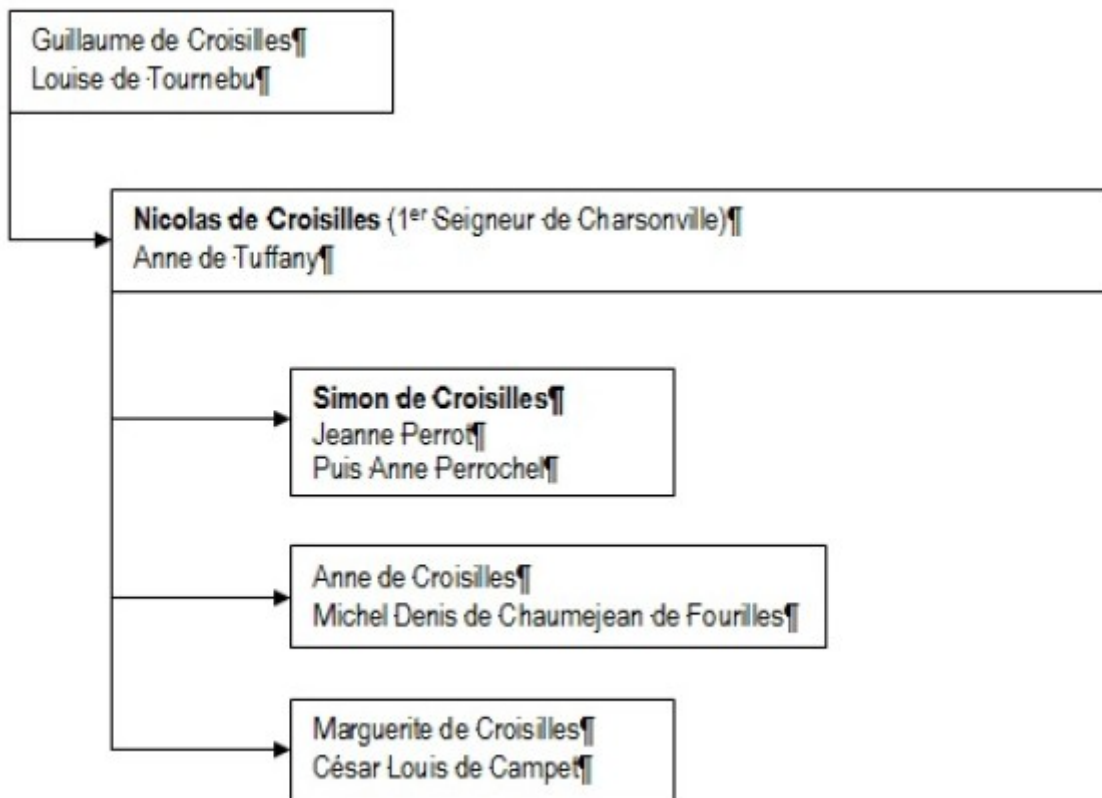 Guillaume de Croisilles¶
Louise de Tournebu¶
Nicolas de Croisilles (1er Seigneur de Charsonville)¶
Anne de Tuffany¶
Simon de Croisilles¶
Jeanne Perrot¶
Puis Anne Perrochel¶
Anne de Croisilles¶
Michel Denis de Chaumejean de Fourilles¶
Marguerite de Croisilles¶
César Louis de Campet¶